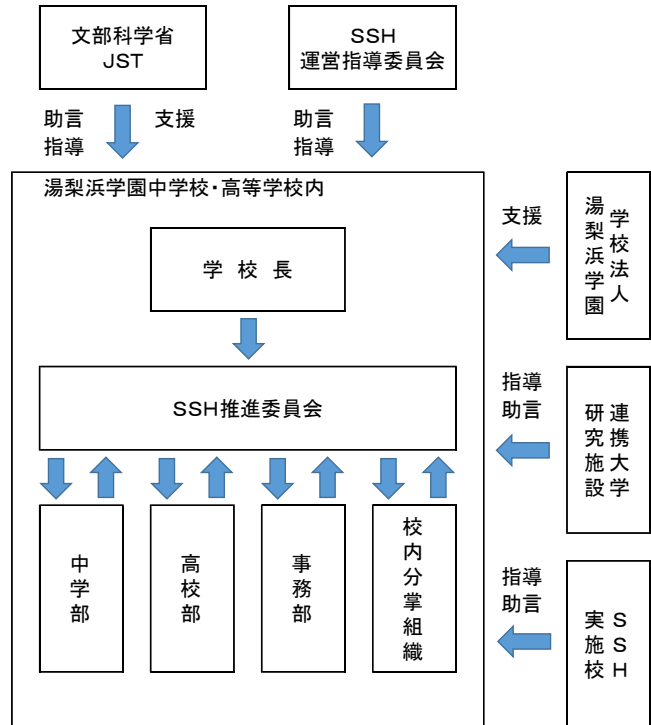 文部科学省
JST
SSH
運営指導委員会
助言
指導
支援
助言
指導
湯梨浜学園中学校・高等学校内
学校長
SSH推進委員会
中学部
高校部
事務部
校内分掌組織
支援
学校法人
湯梨浜学園
指導
助言
連携大学
研究施設
指導
助言
SSH
実施校